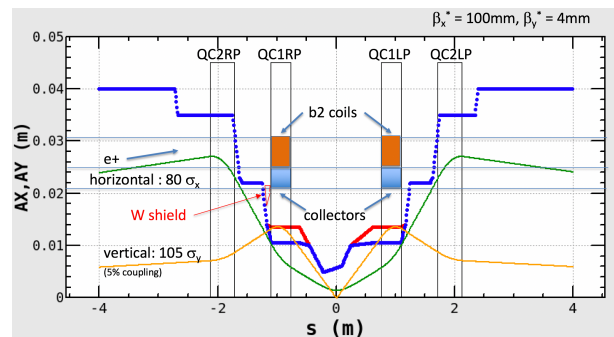 βx* = 100mm, βy* = 4mm
QC2RP QC1RP QC1LP QC2LP
0.05
0.04
b2 coils
0.03
e+
horizontal : 80 σx
0.02
W shield
collectors
0.01
vertical: 105 σy
(5% coupling)
0.00
-4 -2 0 2 4
s (m)
AX,AY (m)